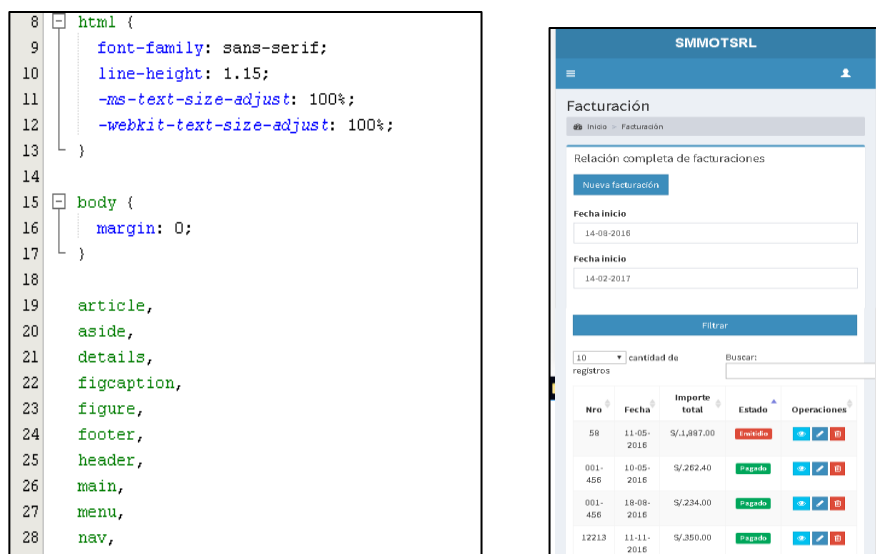 8 html {
9 font-family: sans-serif;
10 line-height: 1.15;
11 -ms-text-size-adjust: 100%;
12 -webkit-text-size-adjust: 100%;
13 }
14
15 body {
16 margin: 0;
17 }
18
19 article,
20 aside,
21 details,
22 figcaption,
23 figure,
24 footer,
25 header,
26 main,
27 menu,
28 nav,
SMMOTSRL
Facturación
Inicio > Facturación
Relación completa de facturaciones
Nueva facturación
Fecha inicio
14-08-2016
Fecha inicio
14-02-2017
Filtrar
10 cantidad de registros
Buscar:
Nro Fecha Importe total Estado Operaciones
58 11-05-2016 S/.1,887.00 Emitidio
001-456 10-05-2016 S/.262.40 Pagado
001-456 18-08-2016 S/.234.00 Pagado
12213 11-11-2016 S/.350.00 Pagado